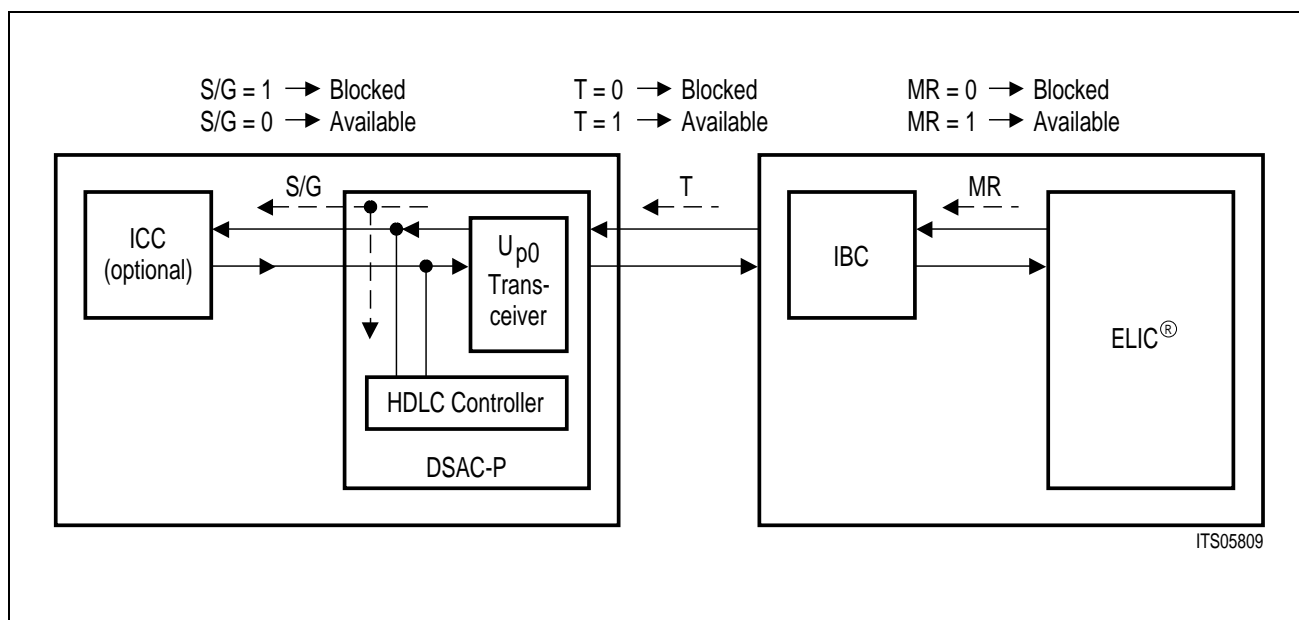 S/G = 1 → Blocked
S/G = 0 → Available
T = 0 → Blocked
T = 1 → Available
MR = 0 → Blocked
MR = 1 → Available
S/G
T
MR
ICC
(optional)
Up0
Trans-
ceiver
HDLC Controller
DSAC-P
IBC
ELIC®
ITS05809